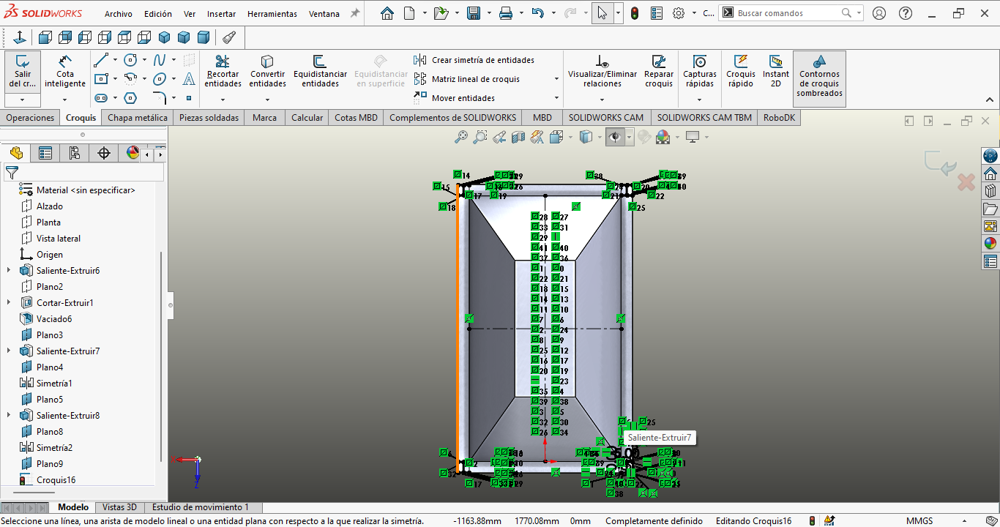 SOLIDWORKS Archivo Edición Ver Insertar Herramientas Ventana C... Buscar comandos
Salir del cr...
Cota inteligente
Recortar entidades
Convertir entidades
Equidistanciar entidades
Equidistanciar en superficie
Crear simetría de entidades
Matriz lineal de croquis
Mover entidades
Visualizar/Eliminar relaciones
Reparar croquis
Capturas rápidas
Croquis rápido
Instant 2D
Contornos de croquis sombreados
Operaciones Croquis Chapa metálica Piezas soldadas Marca Calcular Cotas MBD Complementos de SOLIDWORKS MBD SOLIDWORKS CAM SOLIDWORKS CAM TBM RoboDK
Material <sin especificar>
Alzado
Planta
Vista lateral
Origen
Saliente-Extruir6
Plano2
Cortar-Extruir1
Vaciado6
Plano3
Saliente-Extruir7
Plano4
Simetría1
Plano5
Saliente-Extruir8
Plano8
Simetría2
Plano9
Croquis16
14
15
17 19
18
38
20
22
25
28 27
33 31
29
41 40
37 36
1 0
22 21
18 15
14 13
11 10
7 6
2 24
8 9
25 12
16 17
20 19
23
35 4
39 38
3 5
32 30
26 34
25
Saliente-Extruir7
2
32
17
1
22
38
Z
Modelo Vistas 3D Estudio de movimiento 1
Seleccione una línea, una arista de modelo lineal o una entidad plana con respecto a la que realizar la simetría. -1163.88mm 1770.08mm 0mm Completamente definido Editando Croquis16 MMGS